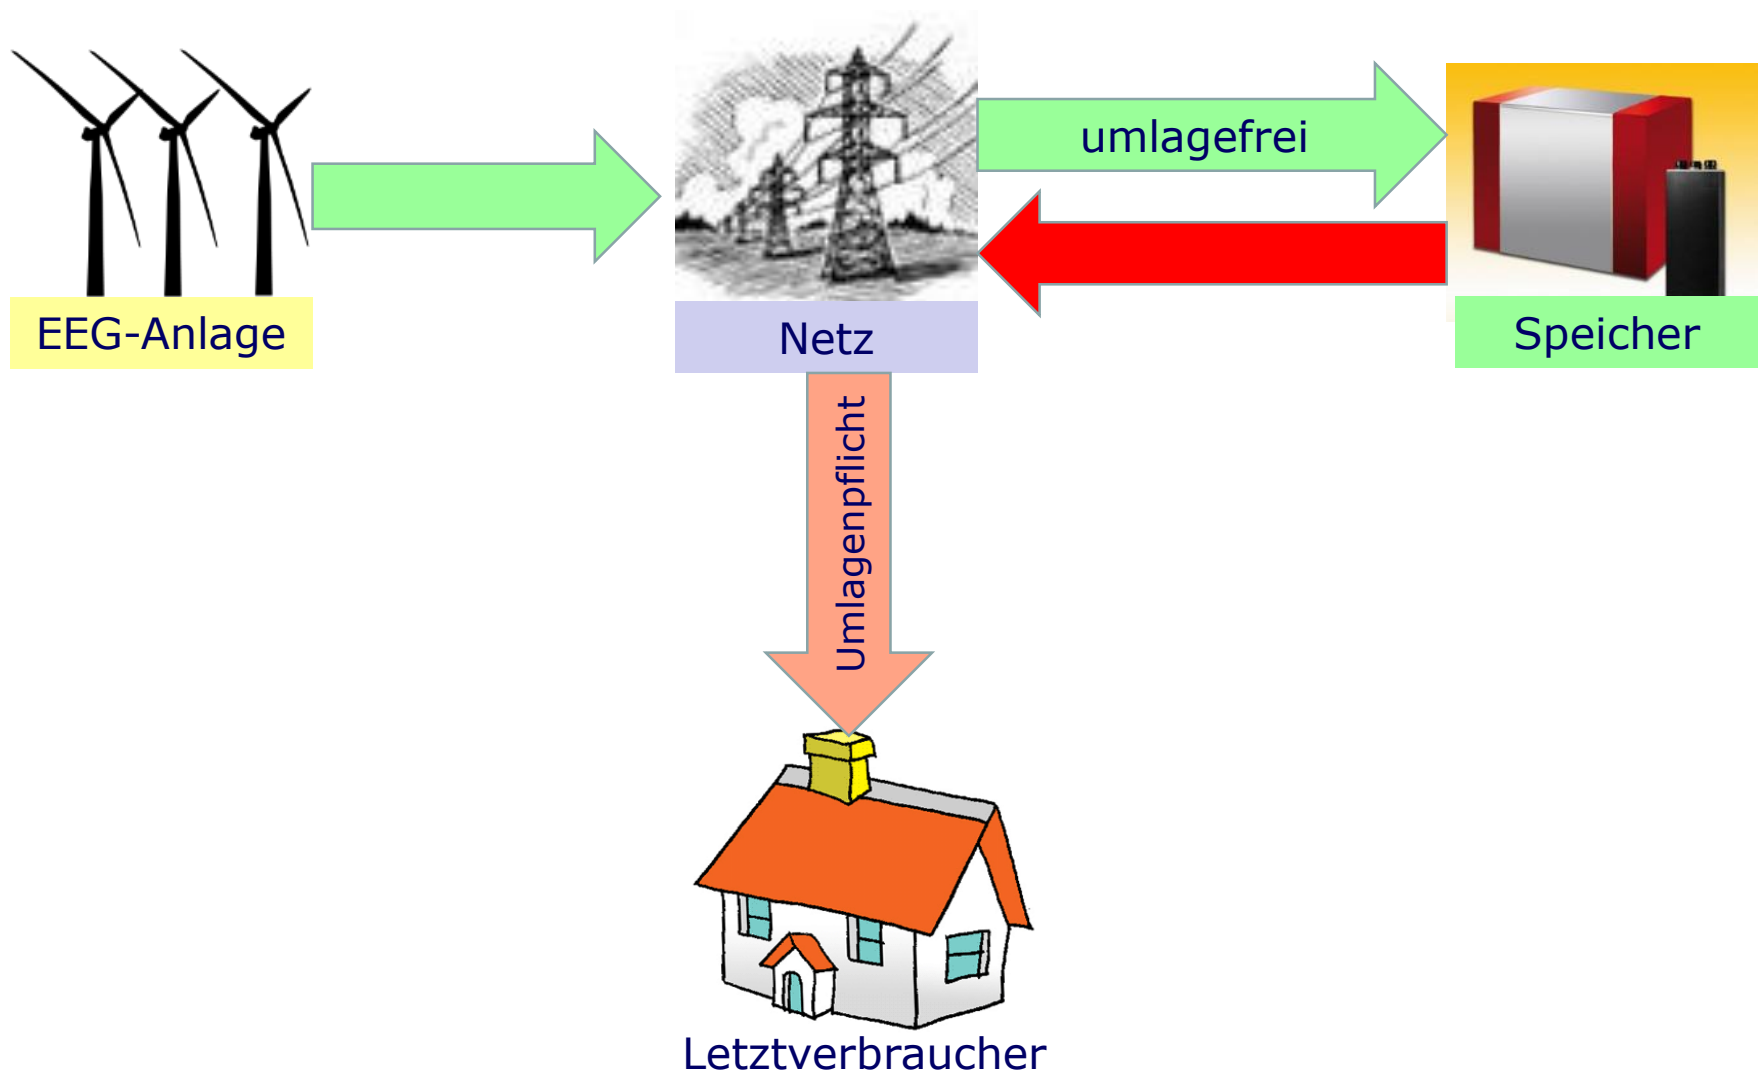 umlagefrei
EEG-Anlage
Netz
Speicher
Umlagenpflicht
Letztverbraucher